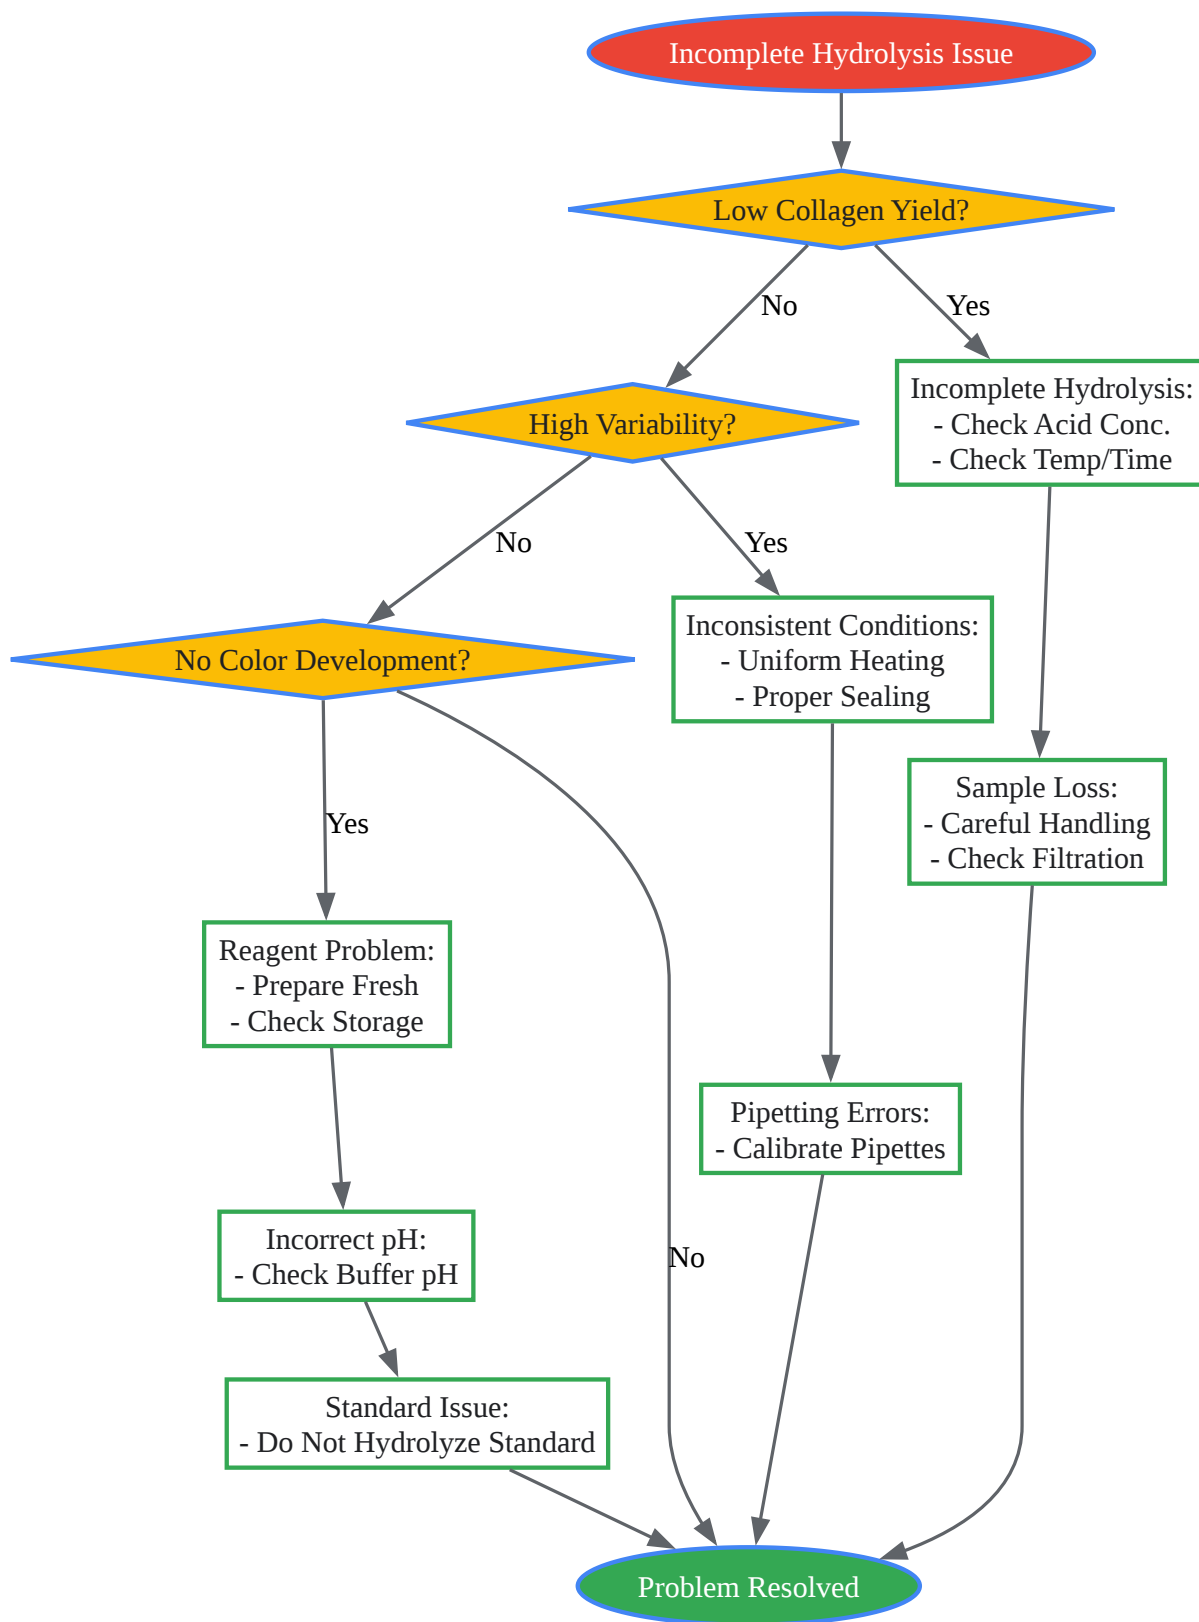 Incomplete Hydrolysis Issue
Low Collagen Yield?
No
Yes
Incomplete Hydrolysis:
- Check Acid Conc.
- Check Temp/Time
High Variability?
No
Yes
Inconsistent Conditions:
- Uniform Heating
- Proper Sealing
No Color Development?
Sample Loss:
- Careful Handling
- Check Filtration
Yes
Reagent Problem:
- Prepare Fresh
- Check Storage
Pipetting Errors:
- Calibrate Pipettes
Incorrect pH:
- Check Buffer pH
No
Standard Issue:
- Do Not Hydrolyze Standard
Problem Resolved